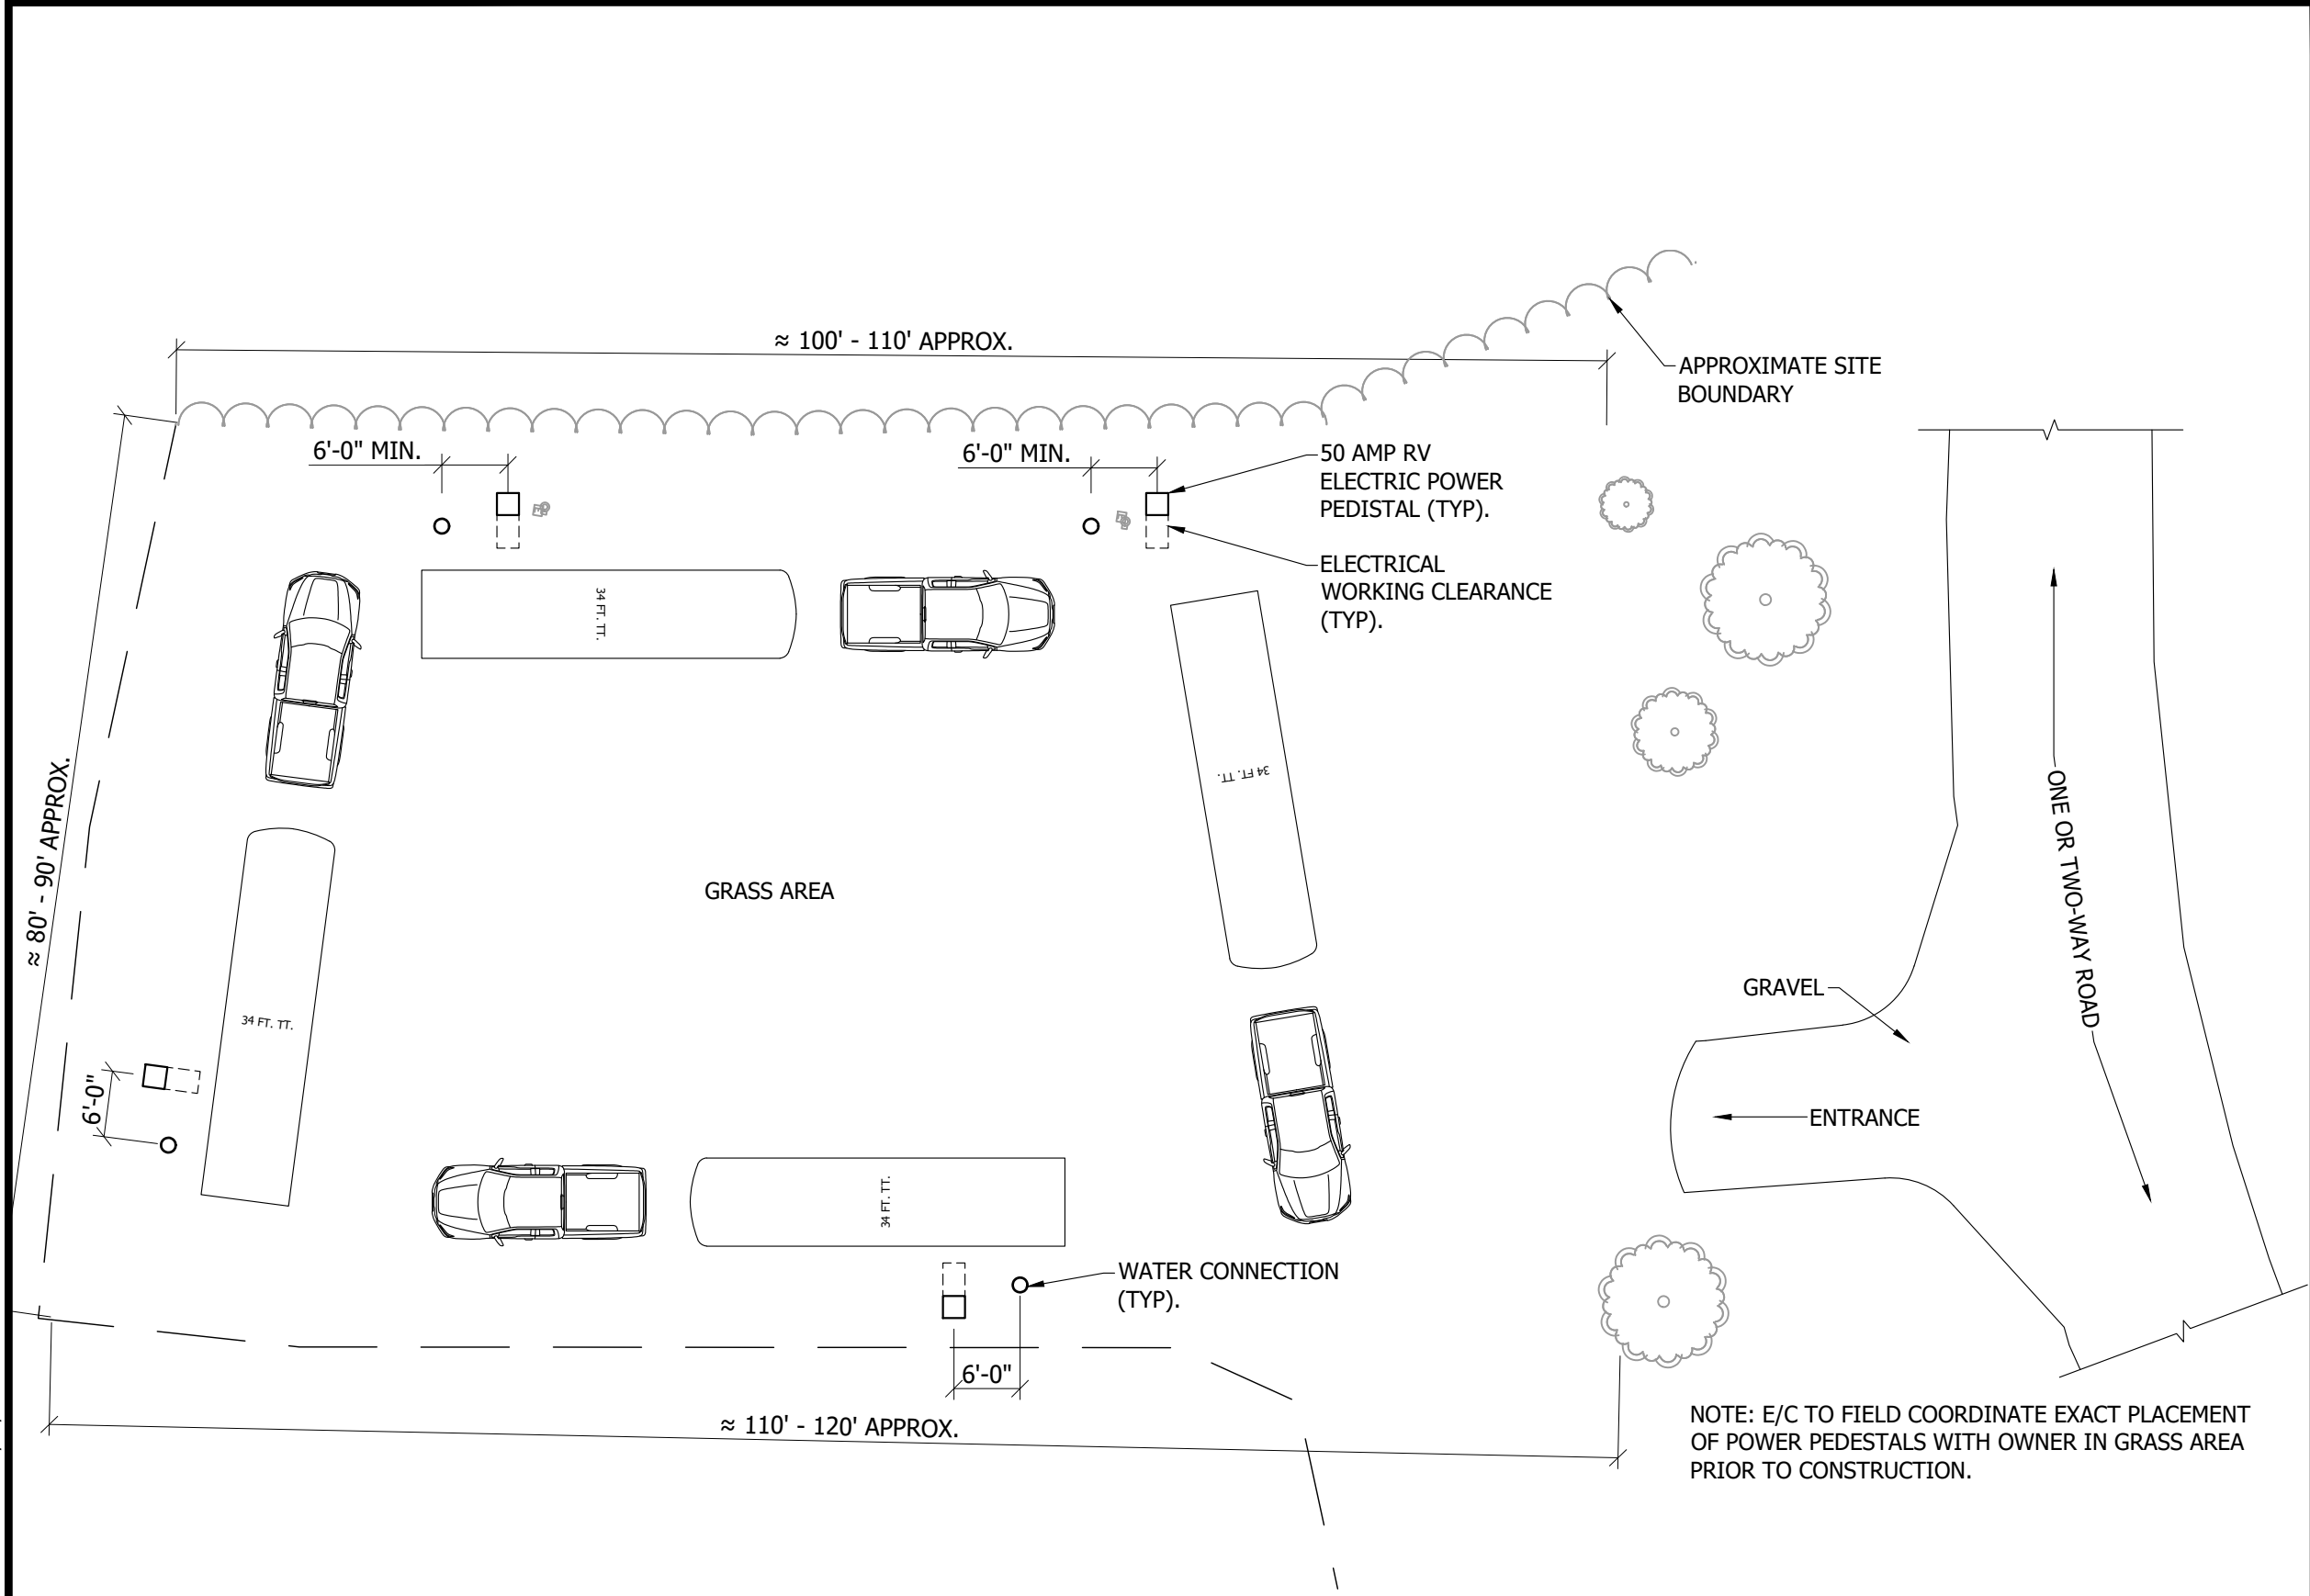 ≈ 100' - 110' APPROX.
APPROXIMATE SITE
BOUNDARY
6'-0" MIN.
6'-0" MIN.
50 AMP RV
ELECTRIC POWER
PEDISTAL (TYP).
ELECTRICAL
WORKING CLEARANCE
(TYP).
34 FT. TT.
34 FT. TT.
≈ 80' - 90' APPROX.
GRASS AREA
ONE OR TWO-WAY ROAD
GRAVEL
34 FT. TT.
6'-0"
ENTRANCE
34 FT. TT.
WATER CONNECTION
(TYP).
6'-0"
≈ 110' - 120' APPROX.
NOTE: E/C TO FIELD COORDINATE EXACT PLACEMENT
OF POWER PEDESTALS WITH OWNER IN GRASS AREA
PRIOR TO CONSTRUCTION.